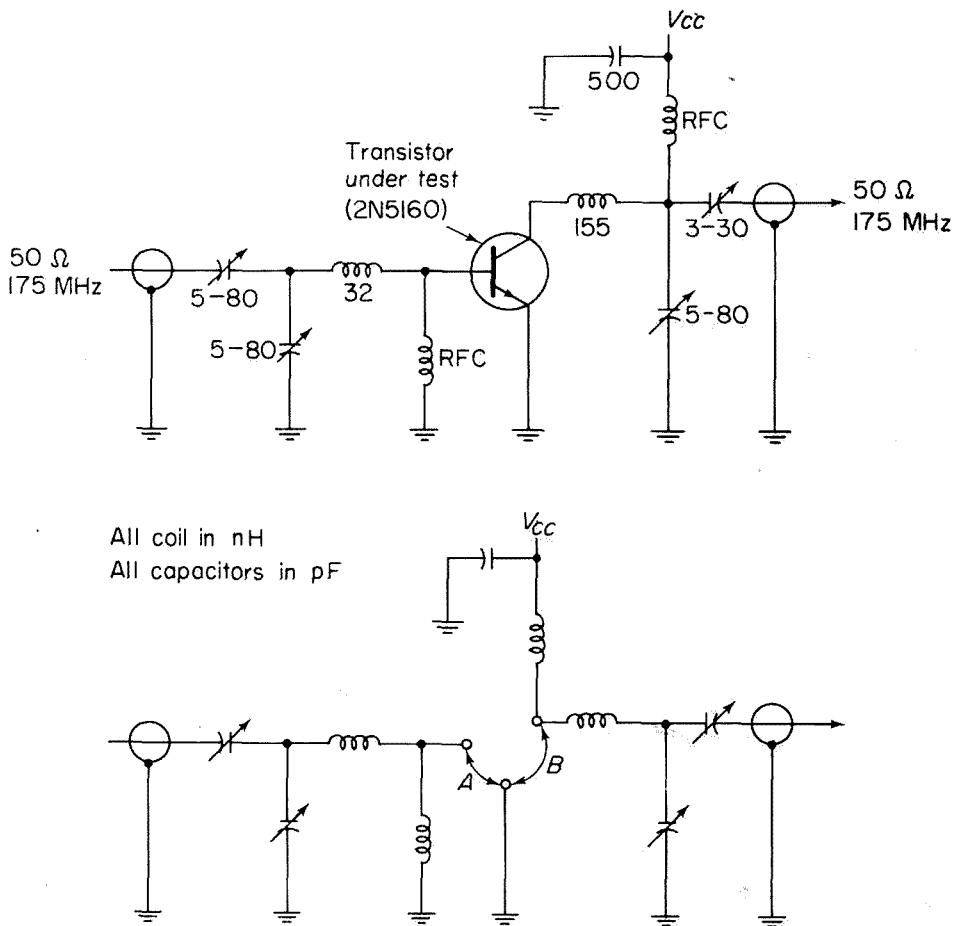 Vcc
500
RFC
Transistor
under test
(2N5160)
155
3-30
50 Ω
175 MHz
50 Ω
175 MHz
5-80
32
5-80
RFC
5-80
All coil in nH
All capacitors in pF
Vcc
A
B